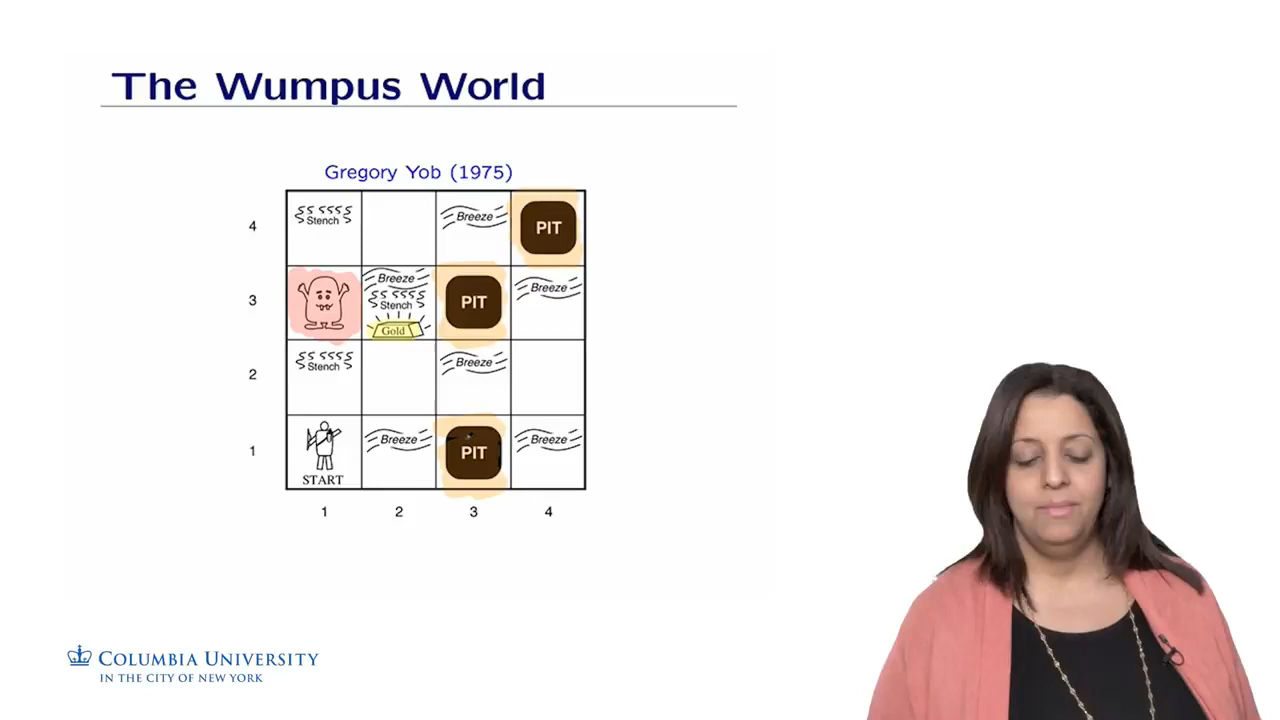 The Wumpus World
Gregory Yob (1975)
4
Stench
Breeze
PIT
3
Breeze
Stench
Gold
PIT
Breeze
2
Stench
Breeze
1
START
Breeze
PIT
Breeze
1 2 3 4
COLUMBIA UNIVERSITY
IN THE CITY OF NEW YORK